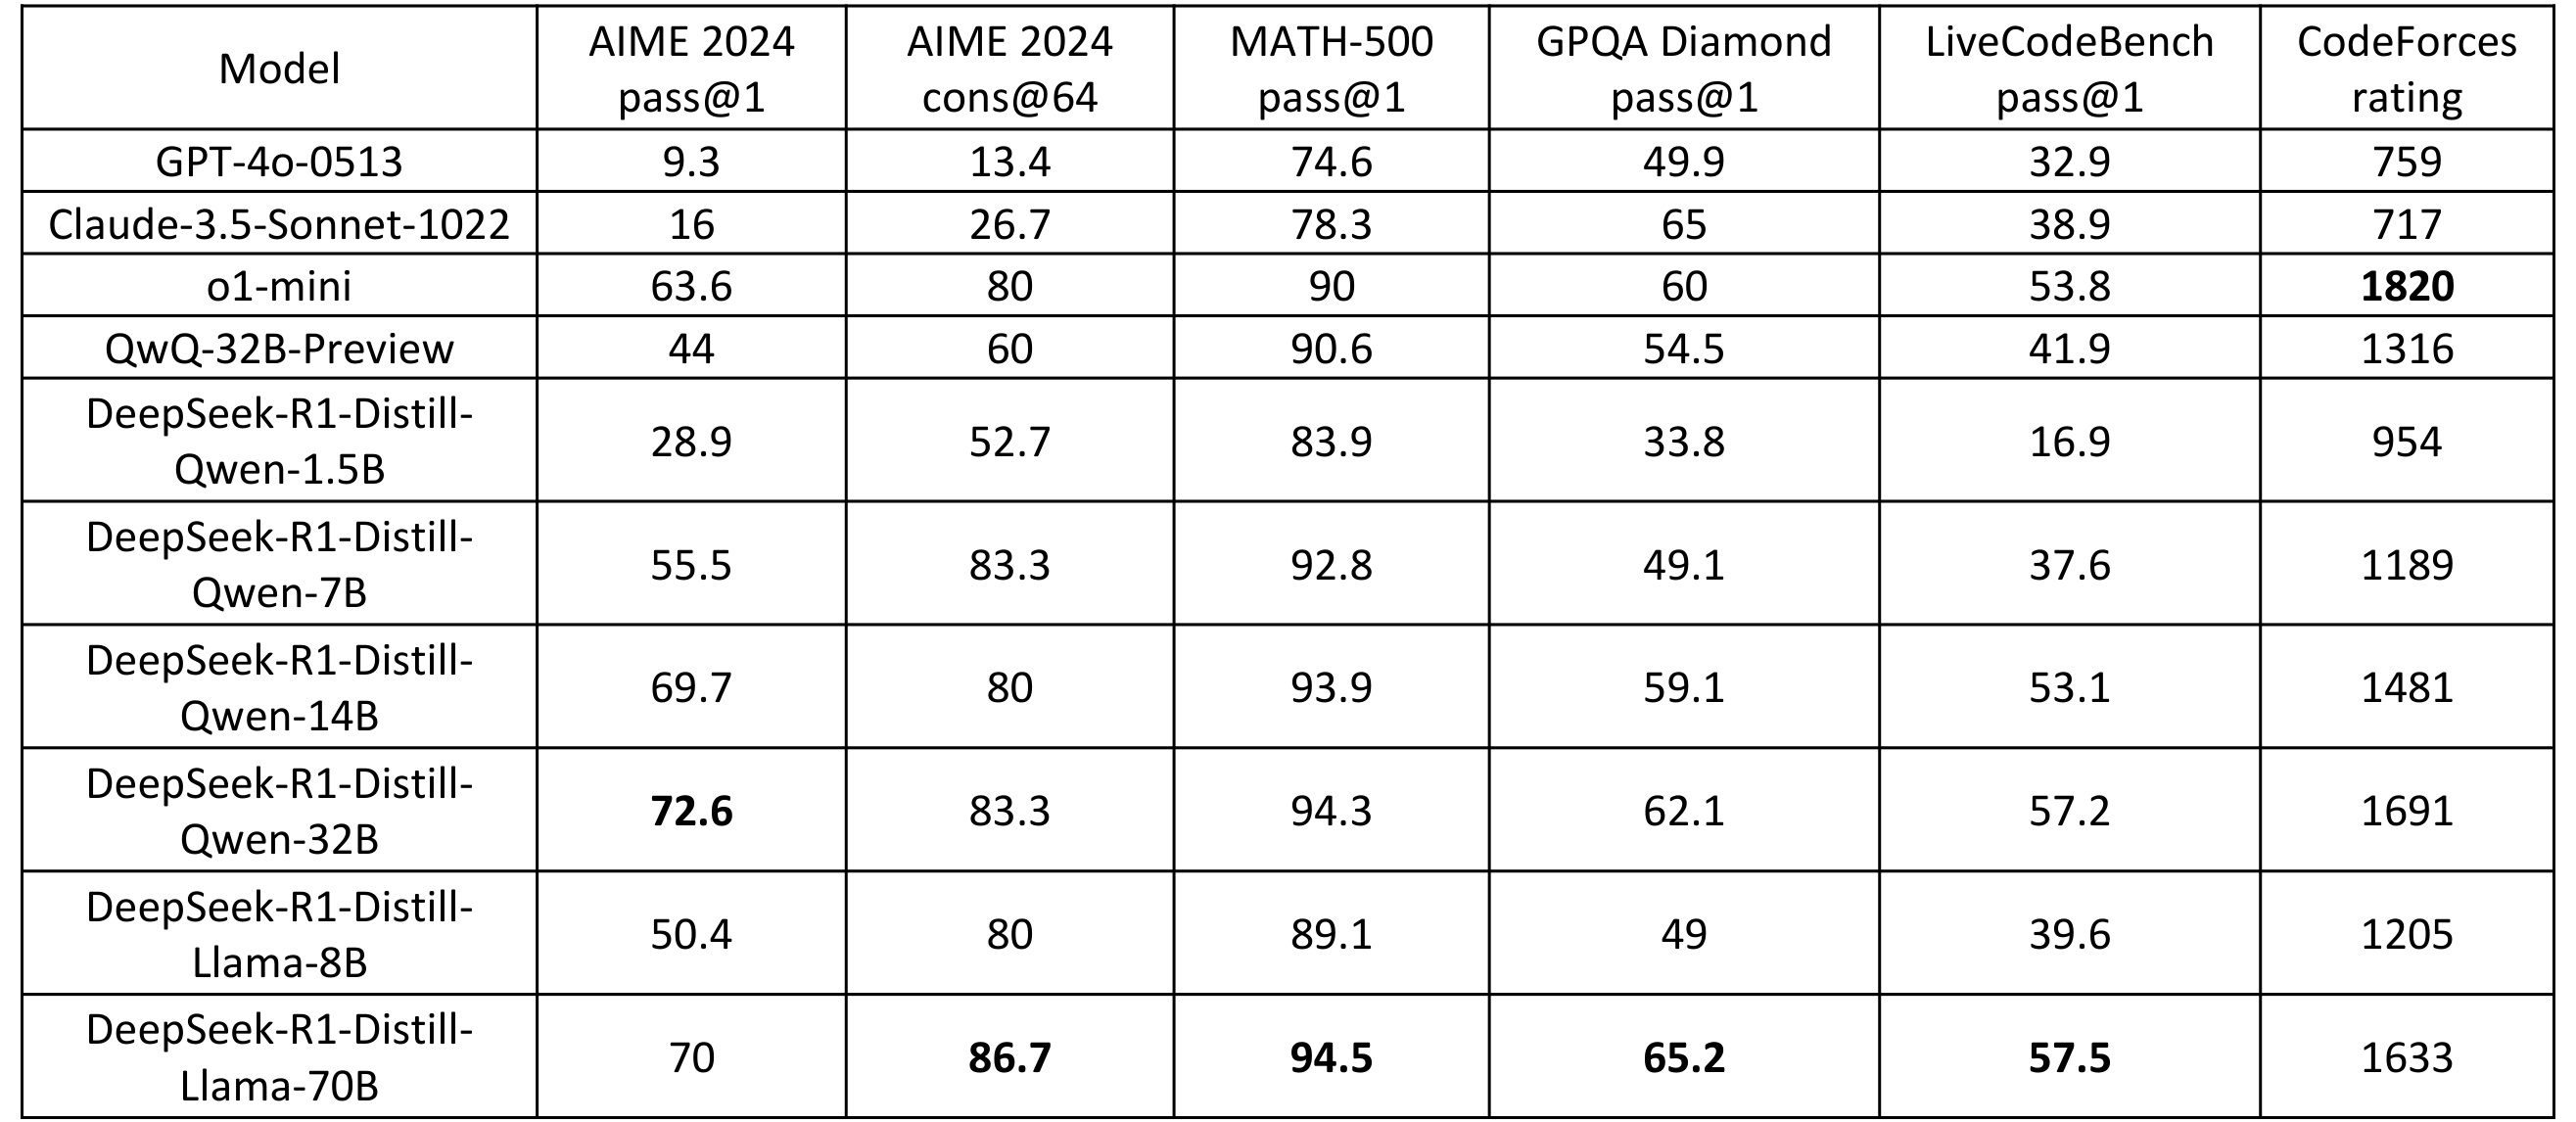 Model AIME 2024 pass@1 AIME 2024 cons@64 MATH-500 pass@1 GPQA Diamond pass@1 LiveCodeBench pass@1 CodeForces rating
GPT-4o-0513 9.3 13.4 74.6 49.9 32.9 759
Claude-3.5-Sonnet-1022 16 26.7 78.3 65 38.9 717
o1-mini 63.6 80 90 60 53.8 1820
QwQ-32B-Preview 44 60 90.6 54.5 41.9 1316
DeepSeek-R1-Distill-Qwen-1.5B 28.9 52.7 83.9 33.8 16.9 954
DeepSeek-R1-Distill-Qwen-7B 55.5 83.3 92.8 49.1 37.6 1189
DeepSeek-R1-Distill-Qwen-14B 69.7 80 93.9 59.1 53.1 1481
DeepSeek-R1-Distill-Qwen-32B 72.6 83.3 94.3 62.1 57.2 1691
DeepSeek-R1-Distill-Llama-8B 50.4 80 89.1 49 39.6 1205
DeepSeek-R1-Distill-Llama-70B 70 86.7 94.5 65.2 57.5 1633